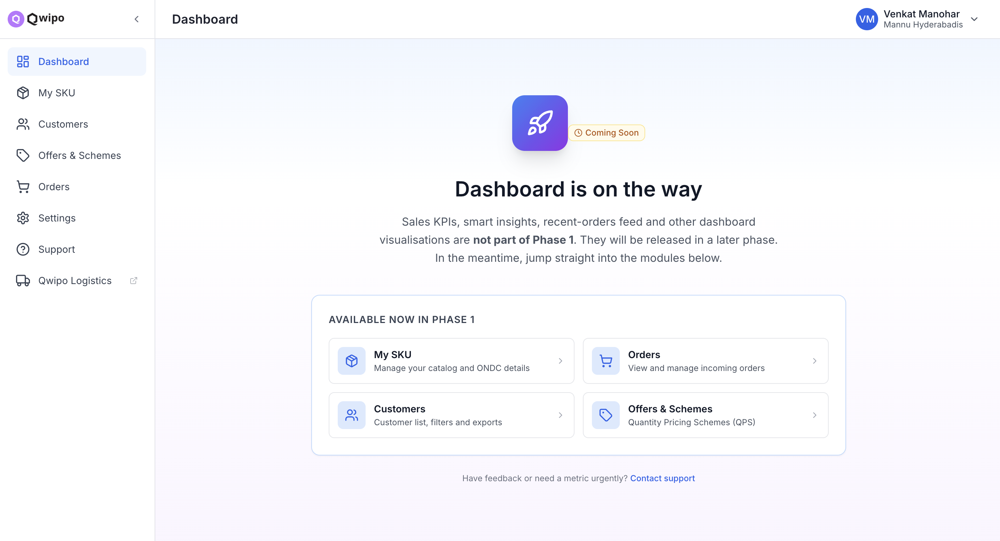 Qwipo
Dashboard
Venkat Manohar
VM
Mannu Hyderabadis
Dashboard
My SKU
Customers
Offers & Schemes
Orders
Settings
Support
Qwipo Logistics
Coming Soon
Dashboard is on the way
Sales KPIs, smart insights, recent-orders feed and other dashboard
visualisations are not part of Phase 1. They will be released in a later phase.
In the meantime, jump straight into the modules below.
AVAILABLE NOW IN PHASE 1
My SKU
Manage your catalog and ONDC details
Orders
View and manage incoming orders
Customers
Customer list, filters and exports
Offers & Schemes
Quantity Pricing Schemes (QPS)
Have feedback or need a metric urgently? Contact support